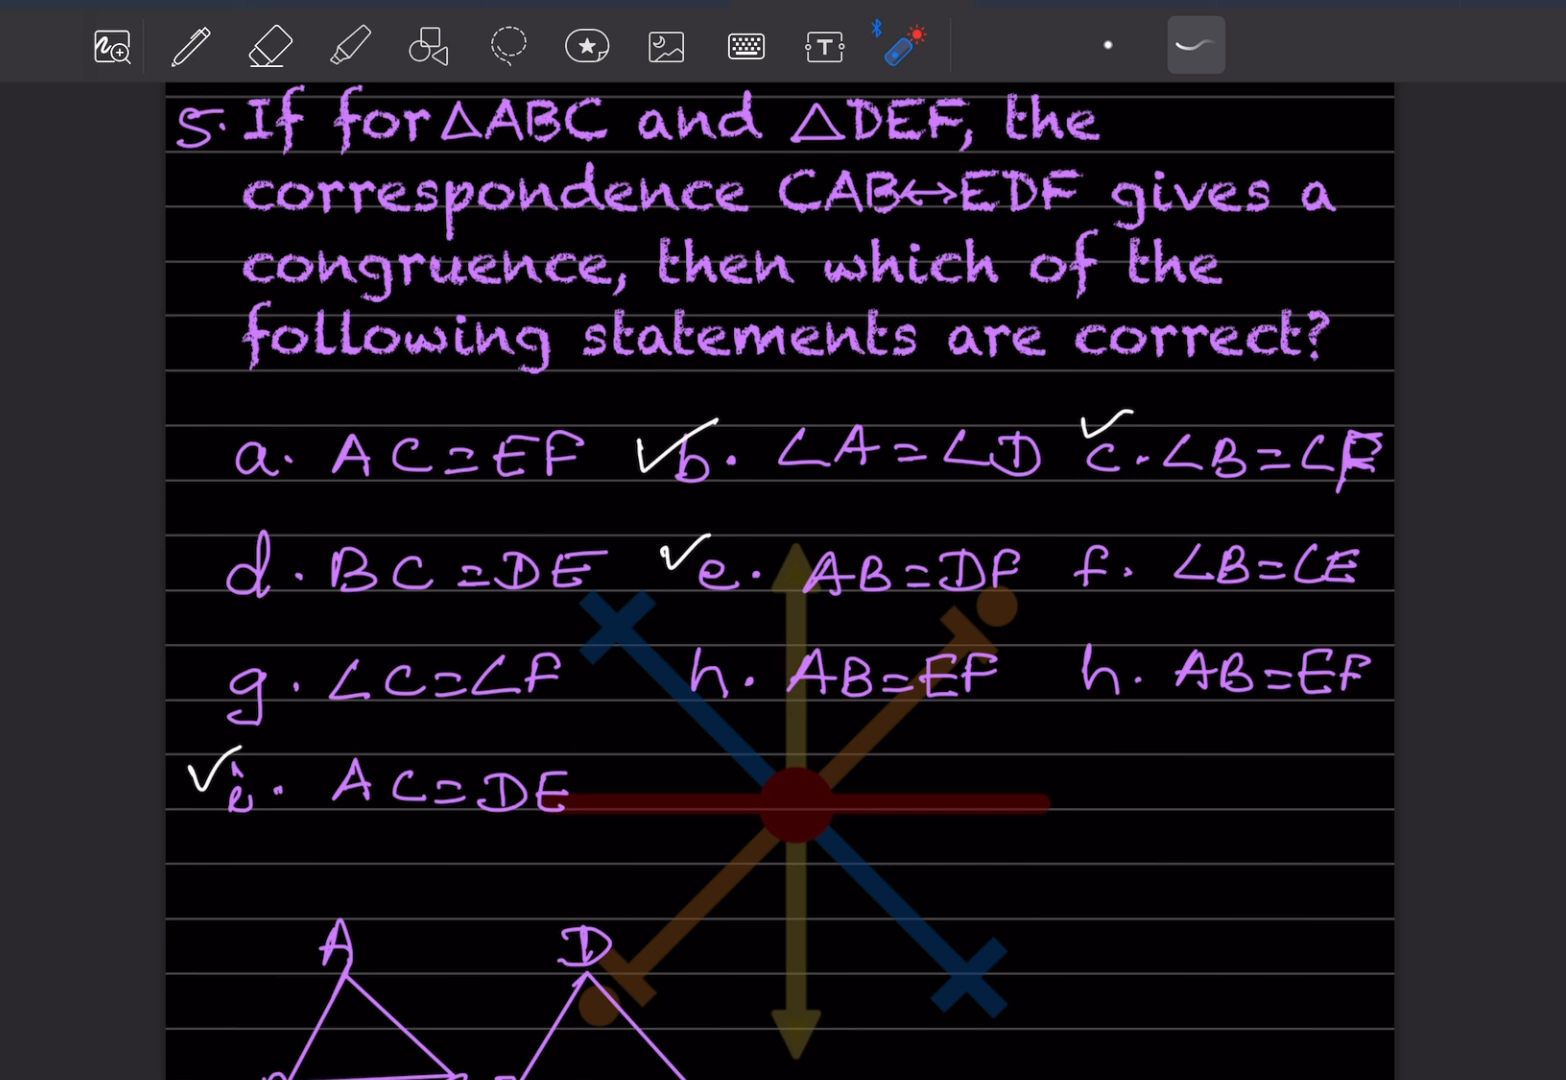 5. If for △ABC and △DEF, the
correspondence CAB↔EDF gives a
congruence, then which of the
following statements are correct?
a. AC=EF ✓b. ∠A=∠D ✓c. ∠B=∠F
d. BC=DE ✓e. AB=DF f. ∠B=∠E
g. ∠C=∠F h. AB=EF h. AB=EF
✓i. AC=DE
A D